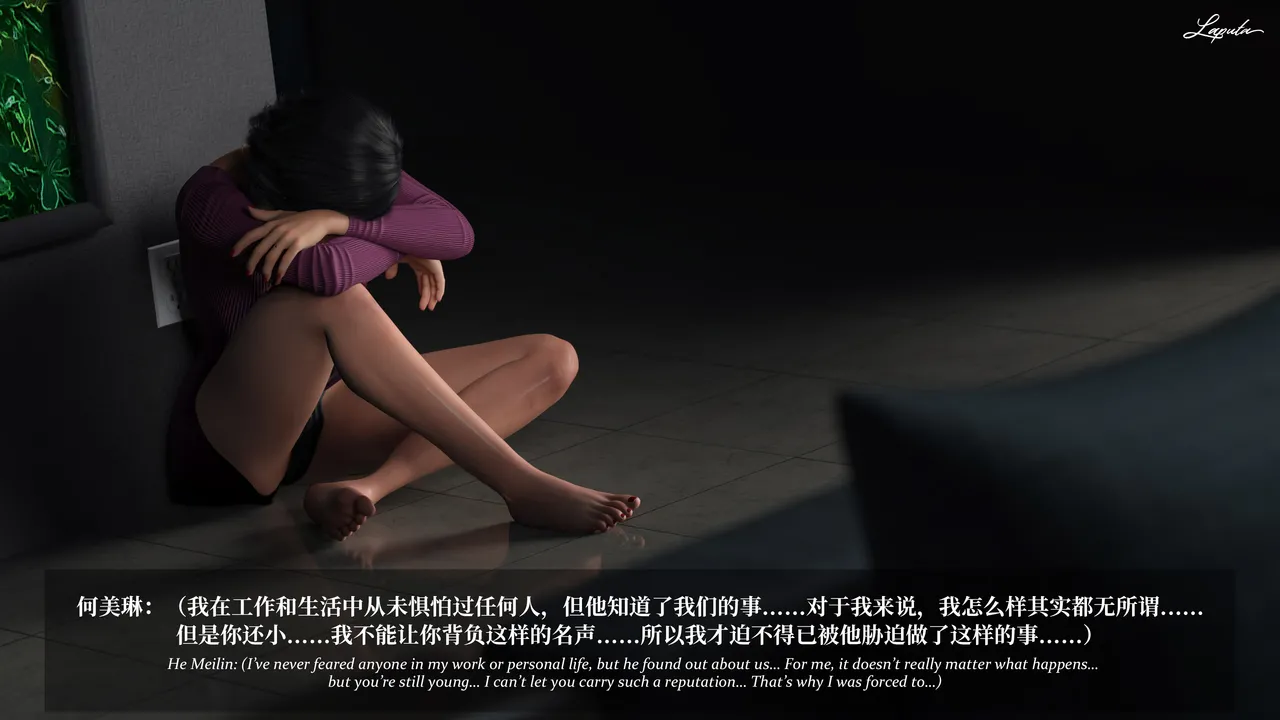 Laputa
何美琳：（我在工作和生活中从未惧怕过任何人，但他知道了我们的事……对于我来说，我怎么样其实都无所谓……
但是你还小……我不能让你背负这样的名声……所以我才迫不得已被他胁迫做了这样的事……）
He Meilin: (I’ve never feared anyone in my work or personal life, but he found out about us... For me, it doesn’t really matter what happens...
but you’re still young... I can’t let you carry such a reputation... That’s why I was forced to...)